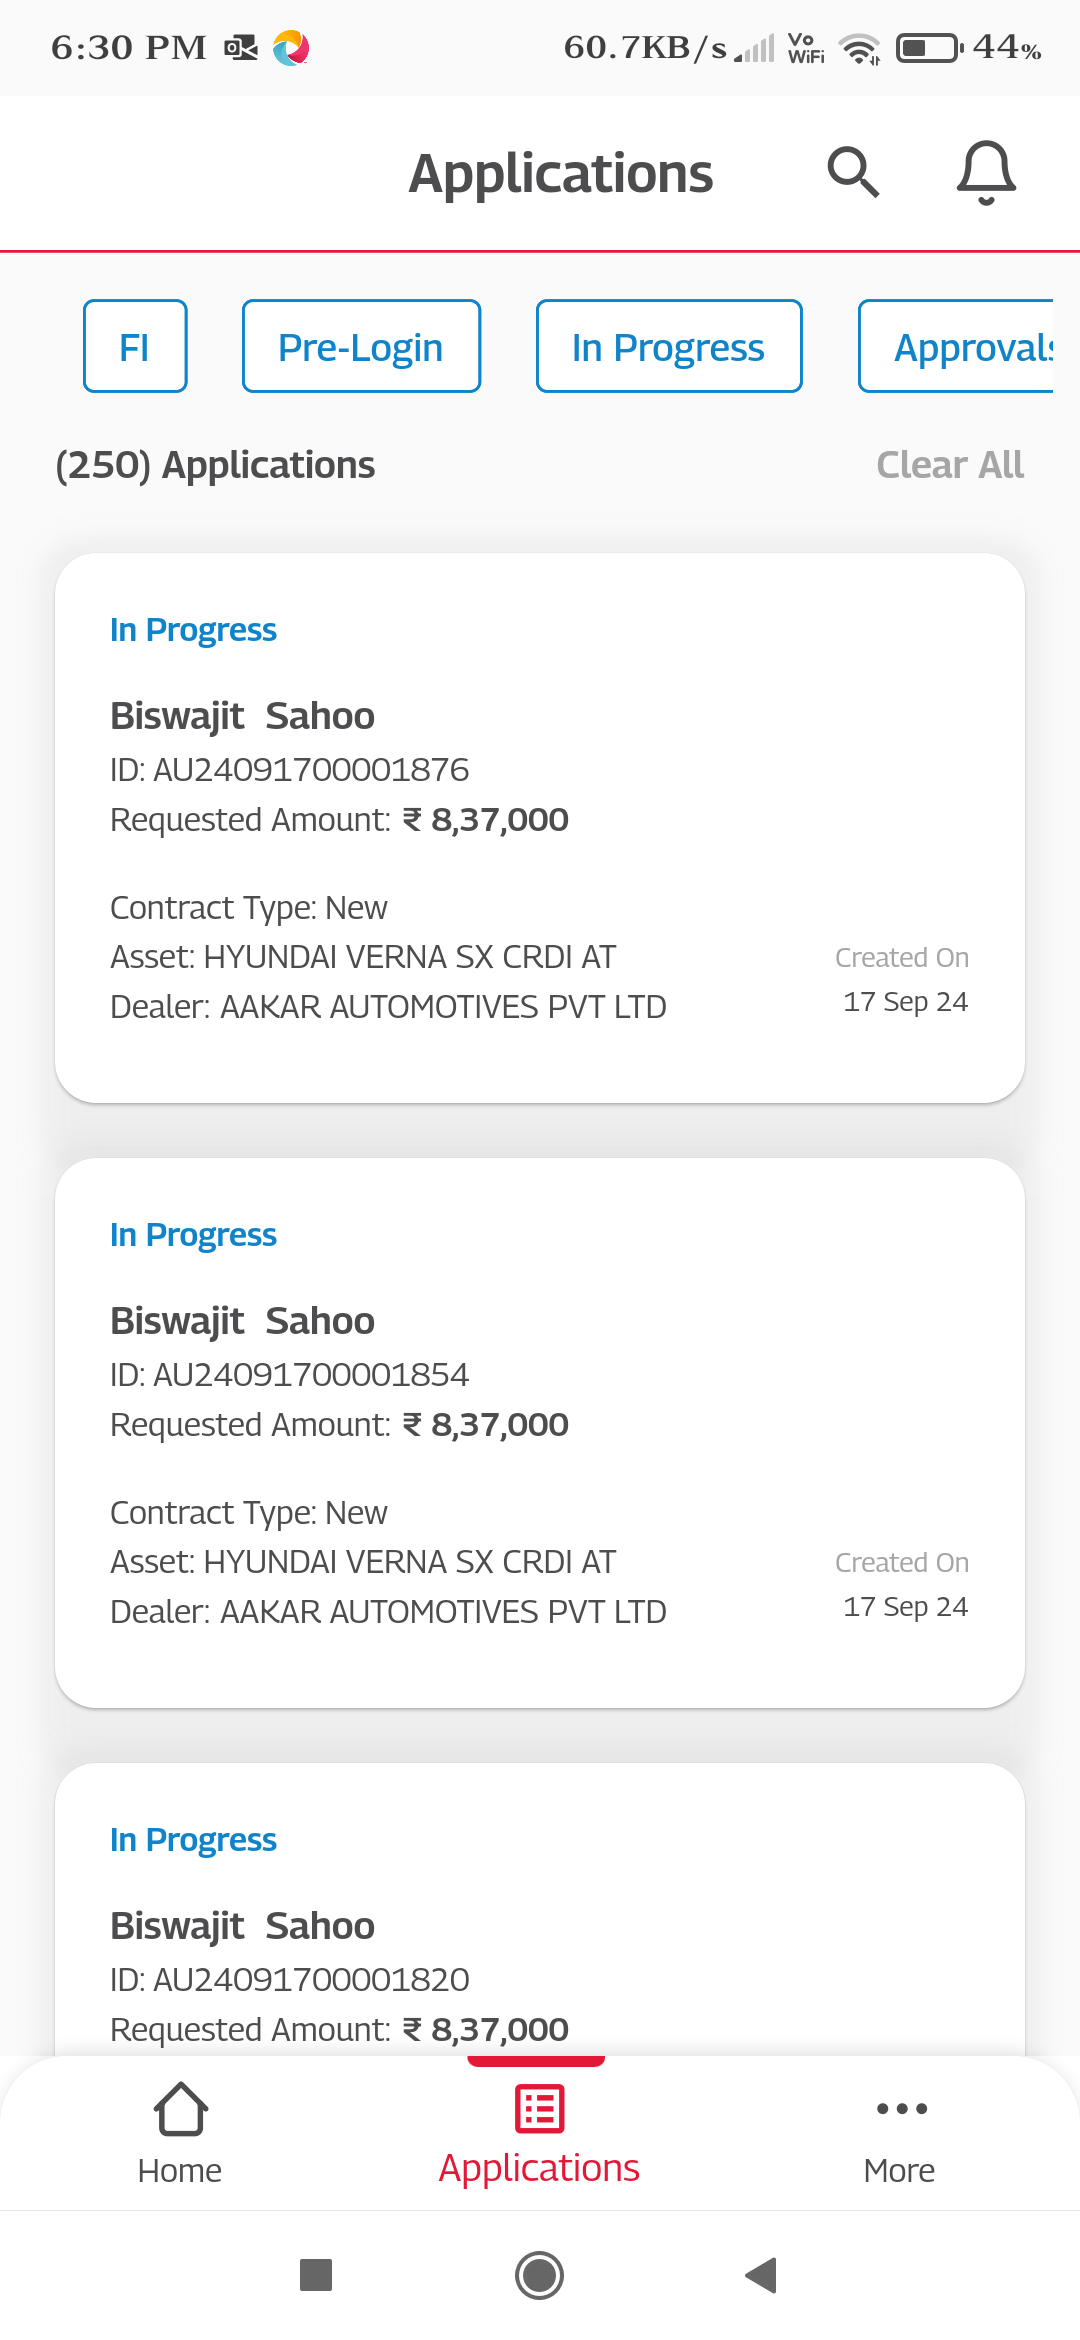 6:30 PM 60.7KB/s Vo WiFi 44%
Applications
FI Pre-Login In Progress Approvals
(250) Applications Clear All
In Progress
Biswajit Sahoo
ID: AU24091700001876
Requested Amount: ₹ 8,37,000
Contract Type: New
Asset: HYUNDAI VERNA SX CRDI AT Created On
Dealer: AAKAR AUTOMOTIVES PVT LTD 17 Sep 24
In Progress
Biswajit Sahoo
ID: AU24091700001854
Requested Amount: ₹ 8,37,000
Contract Type: New
Asset: HYUNDAI VERNA SX CRDI AT Created On
Dealer: AAKAR AUTOMOTIVES PVT LTD 17 Sep 24
In Progress
Biswajit Sahoo
ID: AU24091700001820
Requested Amount: ₹ 8,37,000
Home Applications More